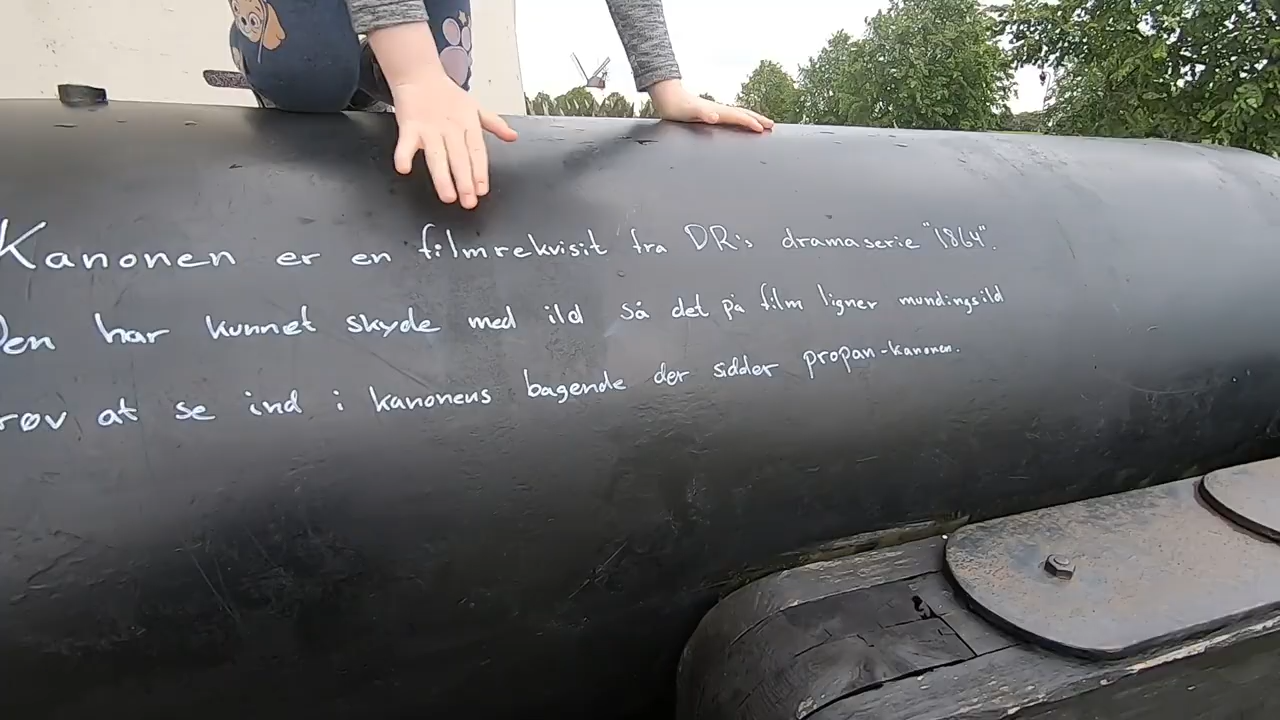 Kanonen er en filmrekvisit fra DR's dramaserie "1864".
Den har kunnet skyde med ild så det på film ligner mundingsild
røv at se ind i kanonens bagende der sidder propan-kanonen.